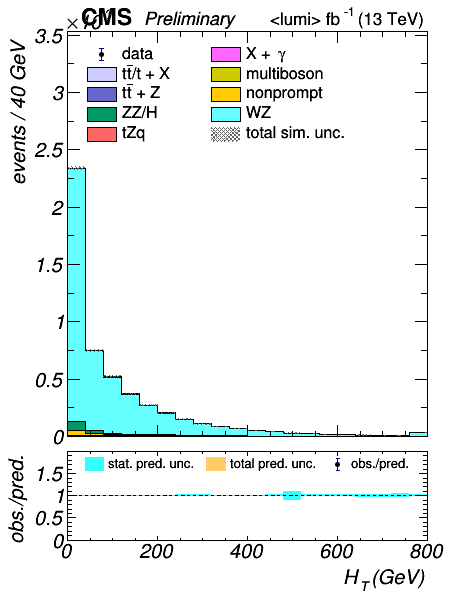 ×10
CMS Preliminary <lumi> fb⁻¹ (13 TeV)
events / 40 GeV
3.5
3
2.5
2
1.5
1
0.5
0
data
tt̄/t + X
tt̄ + Z
ZZ/H
tZq
X + γ
multiboson
nonprompt
WZ
total sim. unc.
obs./pred.
1.5
1
0.5
0
stat. pred. unc. total pred. unc. obs./pred.
0 200 400 600 800
H_T (GeV)